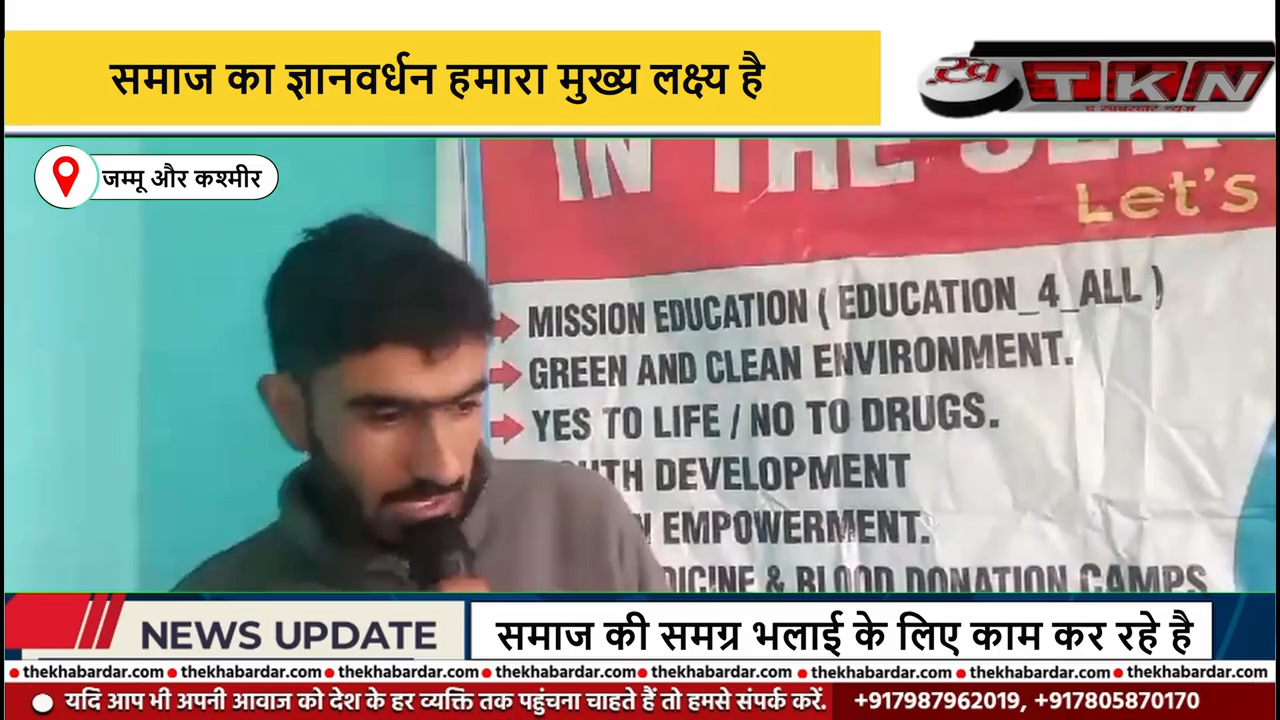 समाज का ज्ञानवर्धन हमारा मुख्य लक्ष्य है
ख़
TKN
द खबरदार न्यूज़
जम्मू और कश्मीर
IN THE SER
Let's
MISSION EDUCATION ( EDUCATION_4_ALL )
GREEN AND CLEAN ENVIRONMENT.
YES TO LIFE / NO TO DRUGS.
DEVELOPMENT
EMPOWERMENT.
& BLOOD DONATION CAMPS
NEWS UPDATE
समाज की समग्र भलाई के लिए काम कर रहे है
thekhabardar.com thekhabardar.com thekhabardar.com thekhabardar.com thekhabardar.com thekhabardar.com thekhabardar.com thekhabardar.com
यदि आप भी अपनी आवाज को देश के हर व्यक्ति तक पहुंचना चाहते हैं तो हमसे संपर्क करें. +917987962019, +917805870170